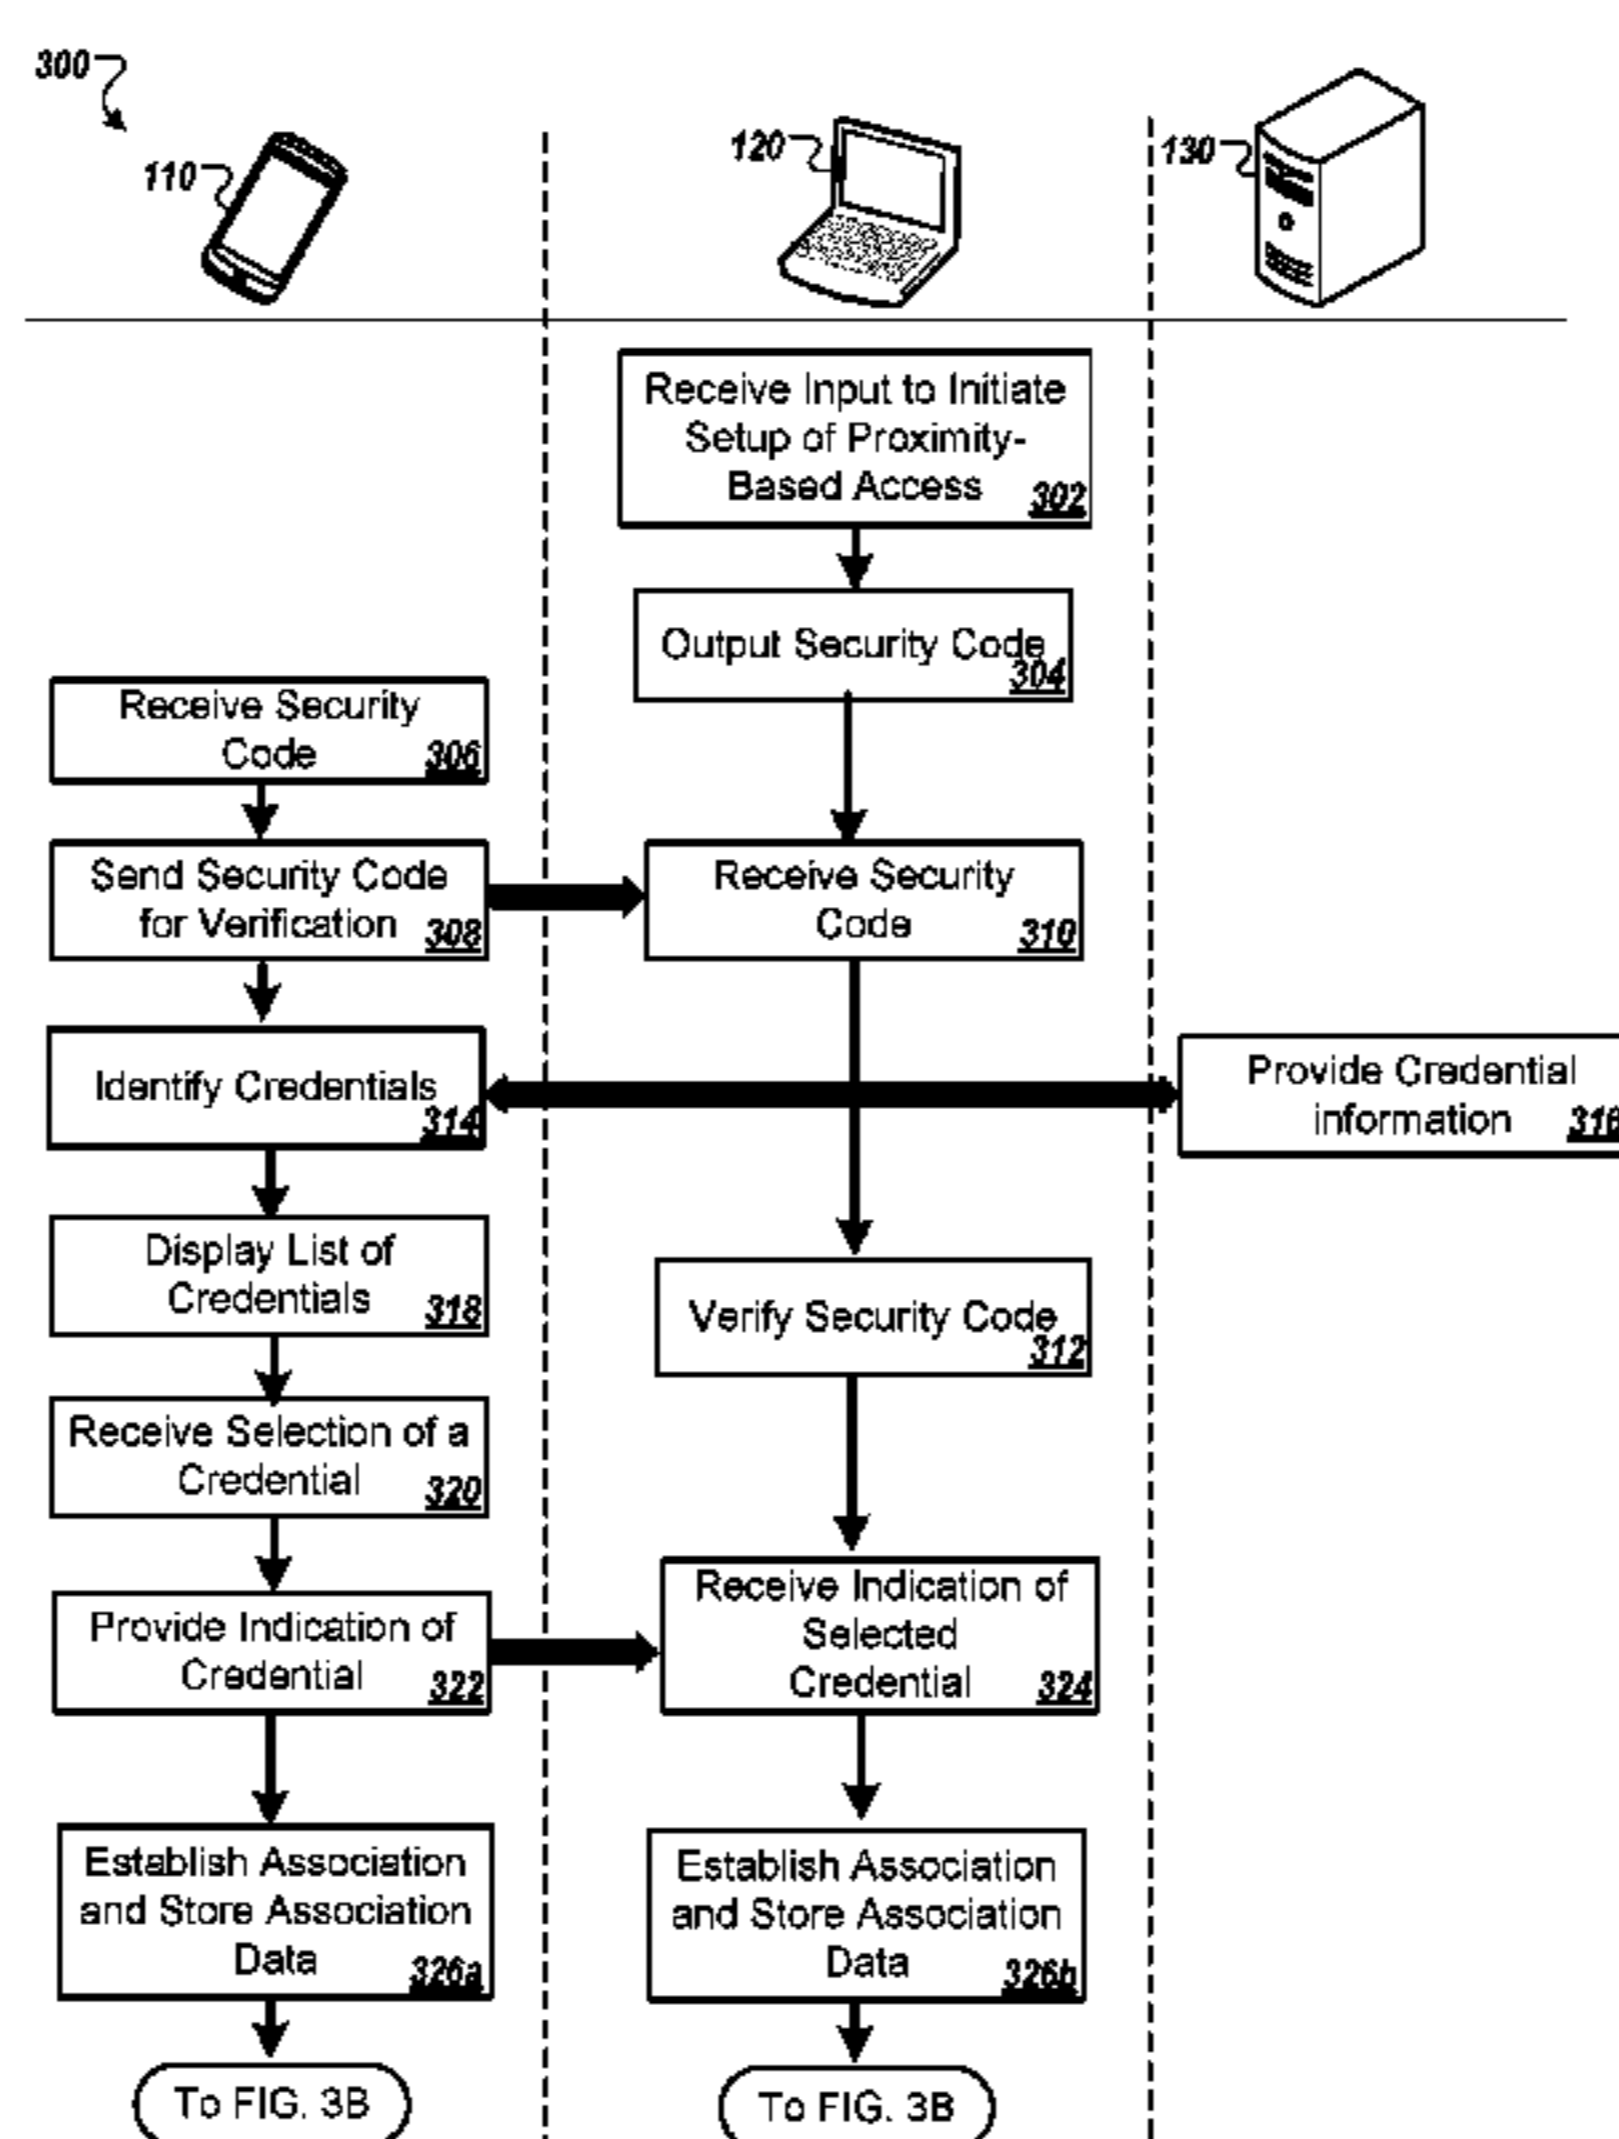 300
110
120
130
Receive Input to Initiate
Setup of Proximity-
Based Access 302
Output Security Code
304
Receive Security
Code 306
Send Security Code
for Verification 308
Receive Security
Code 310
Identify Credentials
314
Provide Credential
information 316
Display List of
Credentials 318
Verify Security Code
312
Receive Selection of a
Credential 320
Provide Indication of
Credential 322
Receive Indication of
Selected
Credential 324
Establish Association
and Store Association
Data 326a
Establish Association
and Store Association
Data 326b
To FIG. 3B
To FIG. 3B